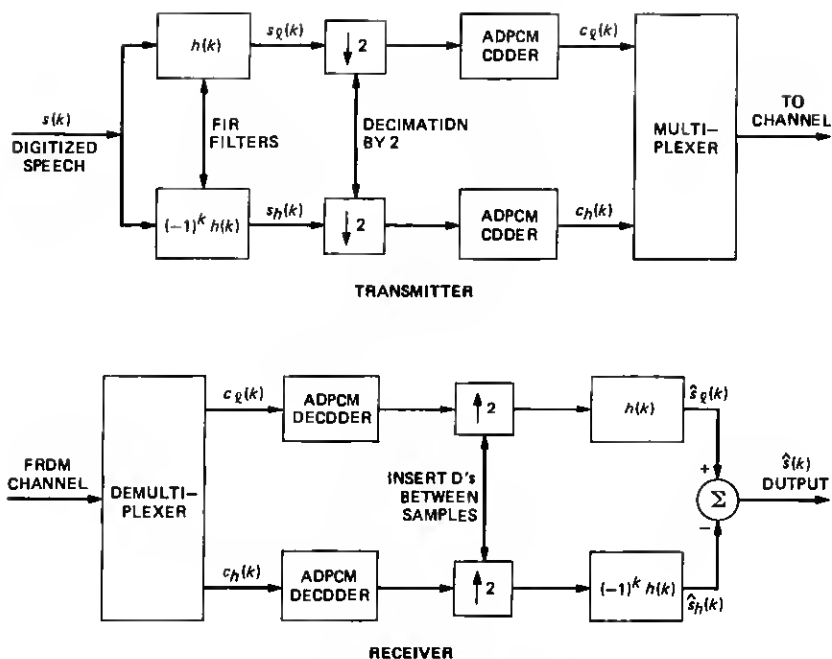 h(k)
s_ℓ(k)
↓ 2
ADPCM
CDDER
c_ℓ(k)
s(k)
DIGITIZED
SPEECH
FIR
FILTERS
DECIMATION
BY 2
MULTI-
PLEXER
TO
CHANNEL
(−1)^k h(k)
s_h(k)
↓ 2
ADPCM
CDDER
c_h(k)
TRANSMITTER
c_ℓ(k)
ADPCM
DECDDER
↑ 2
h(k)
ŝ_ℓ(k)
FRDM
CHANNEL
DEMULTI-
PLEXER
INSERT D's
BETWEEN
SAMPLES
+
Σ
−
ŝ(k)
DUTPUT
c_h(k)
ADPCM
DECDDER
↑ 2
(−1)^k h(k)
ŝ_h(k)
RECEIVER